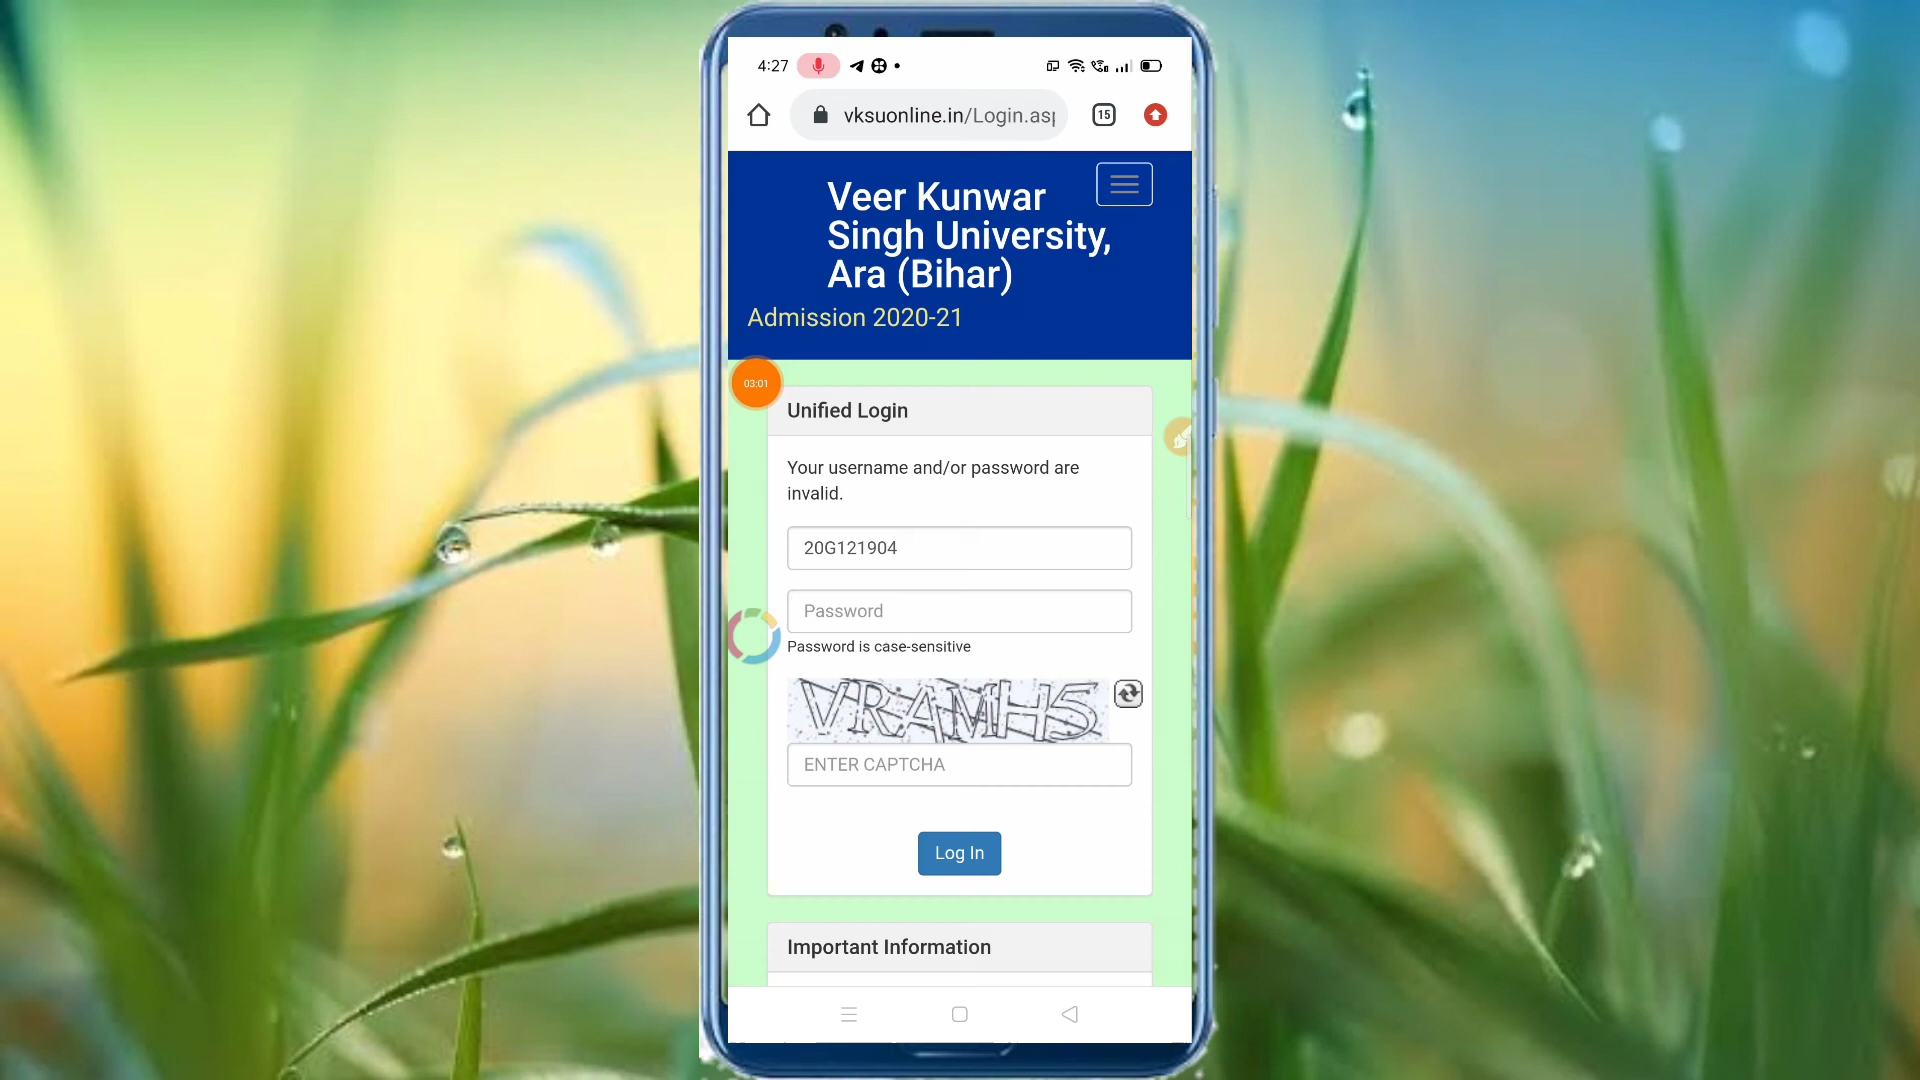 4:27
vksuonline.in/Login.asp
15
Veer Kunwar
Singh University,
Ara (Bihar)
Admission 2020-21
03:01
Unified Login
Your username and/or password are
invalid.
20G121904
Password
Password is case-sensitive
VRAMH5
ENTER CAPTCHA
Log In
Important Information